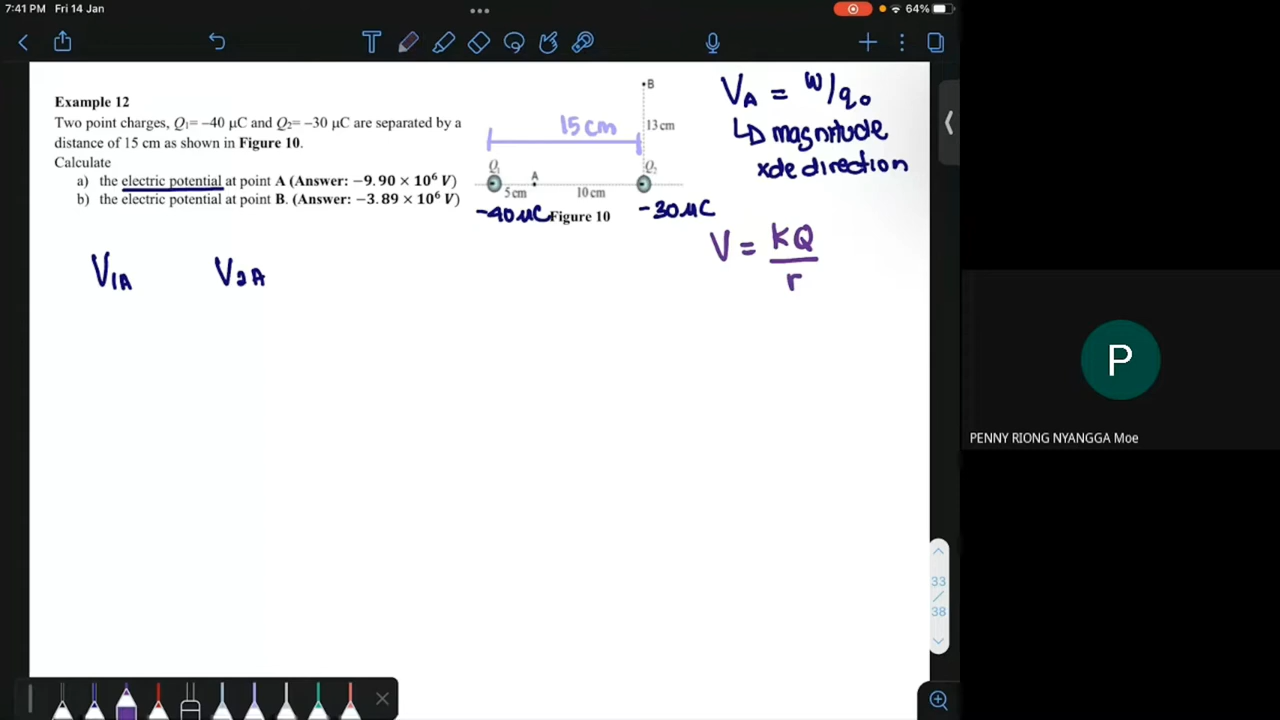 7:41 PM Fri 14 Jan
64%
Example 12
Two point charges, Q₁= −40 μC and Q₂= −30 μC are separated by a
distance of 15 cm as shown in Figure 10.
Calculate
a) the electric potential at point A (Answer: −9.90 × 10⁶ V)
b) the electric potential at point B. (Answer: −3.89 × 10⁶ V)
B
15 cm
13 cm
Q₁
A
Q₂
5 cm
10 cm
-40 μC
Figure 10
-30 μC
V_A = W/q₀
↳ magnitude
xde direction
V = kQ/r
V₁A V₂A
P
PENNY RIONG NYANGGA Moe
33
/
38